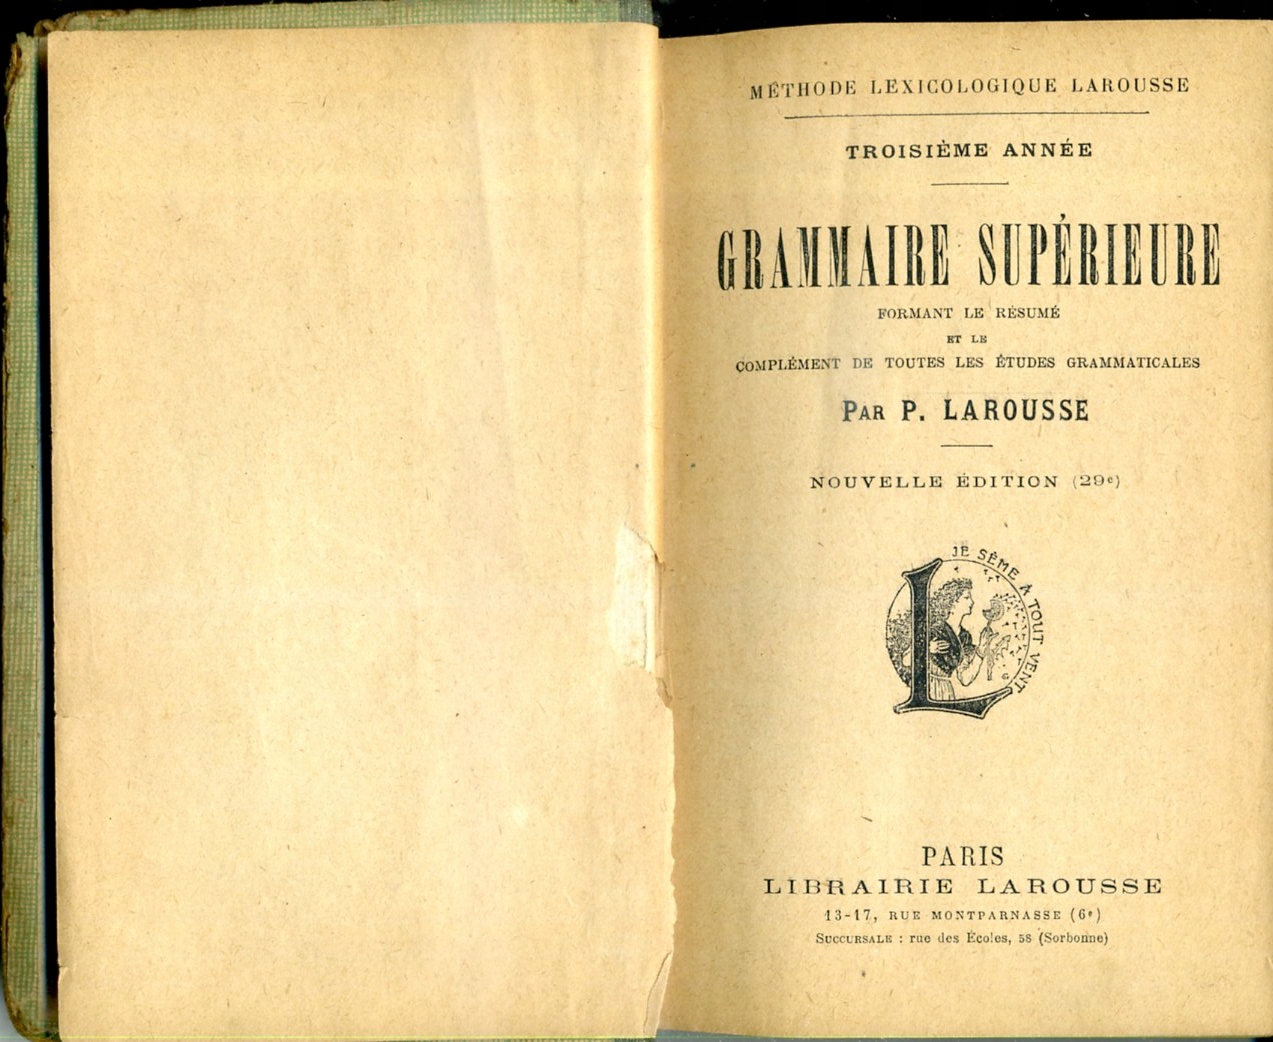 MÉTHODE LEXICOLOGIQUE LAROUSSE
TROISIÈME ANNÉE
GRAMMAIRE SUPÉRIEURE
FORMANT LE RÉSUMÉ
ET LE
COMPLÉMENT DE TOUTES LES ÉTUDES GRAMMATICALES
PAR P. LAROUSSE
NOUVELLE ÉDITION (29e)
JE SÈME À TOUT VENT
L
PARIS
LIBRAIRIE LAROUSSE
13-17, RUE MONTPARNASSE (6e)
SUCCURSALE : rue des Écoles, 58 (Sorbonne)